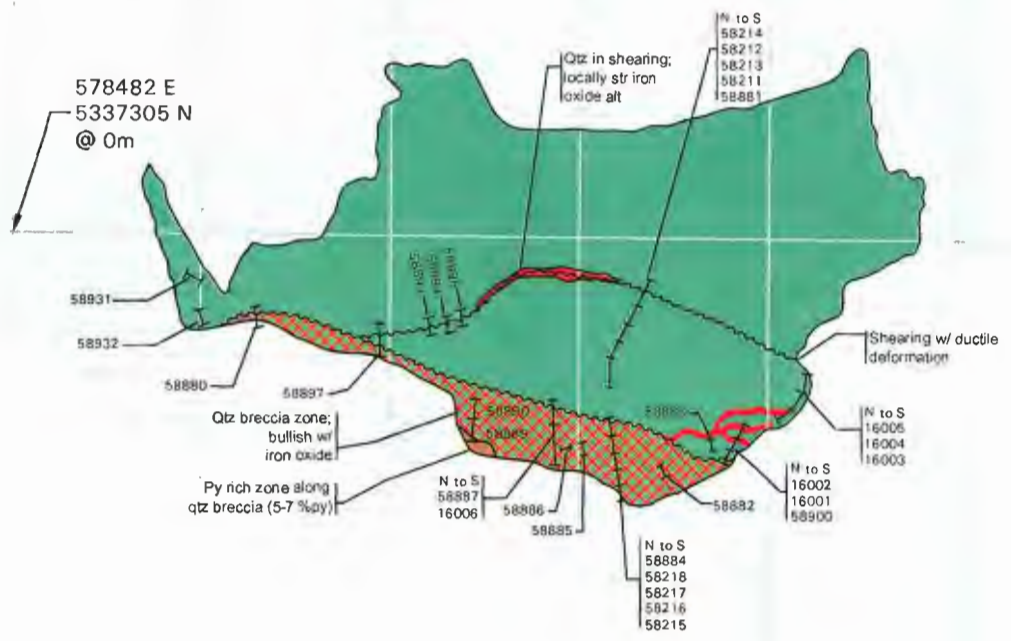 N to S
58214
58212
58213
58211
58881
Qtz in shearing;
locally str iron
oxide alt
578482 E
5337305 N
@ 0m
58931
58932
58880
58897
Shearing w/ ductile
deformation
Qtz breccia zone;
bullish w/
iron oxide
58890
58889
Py rich zone along
qtz breccia (5-7 %py)
N to S
58887
16006
58886
58885
58882
N to S
16005
16004
16003
N to S
16002
16001
58900
N to S
58884
58218
58217
58216
58215